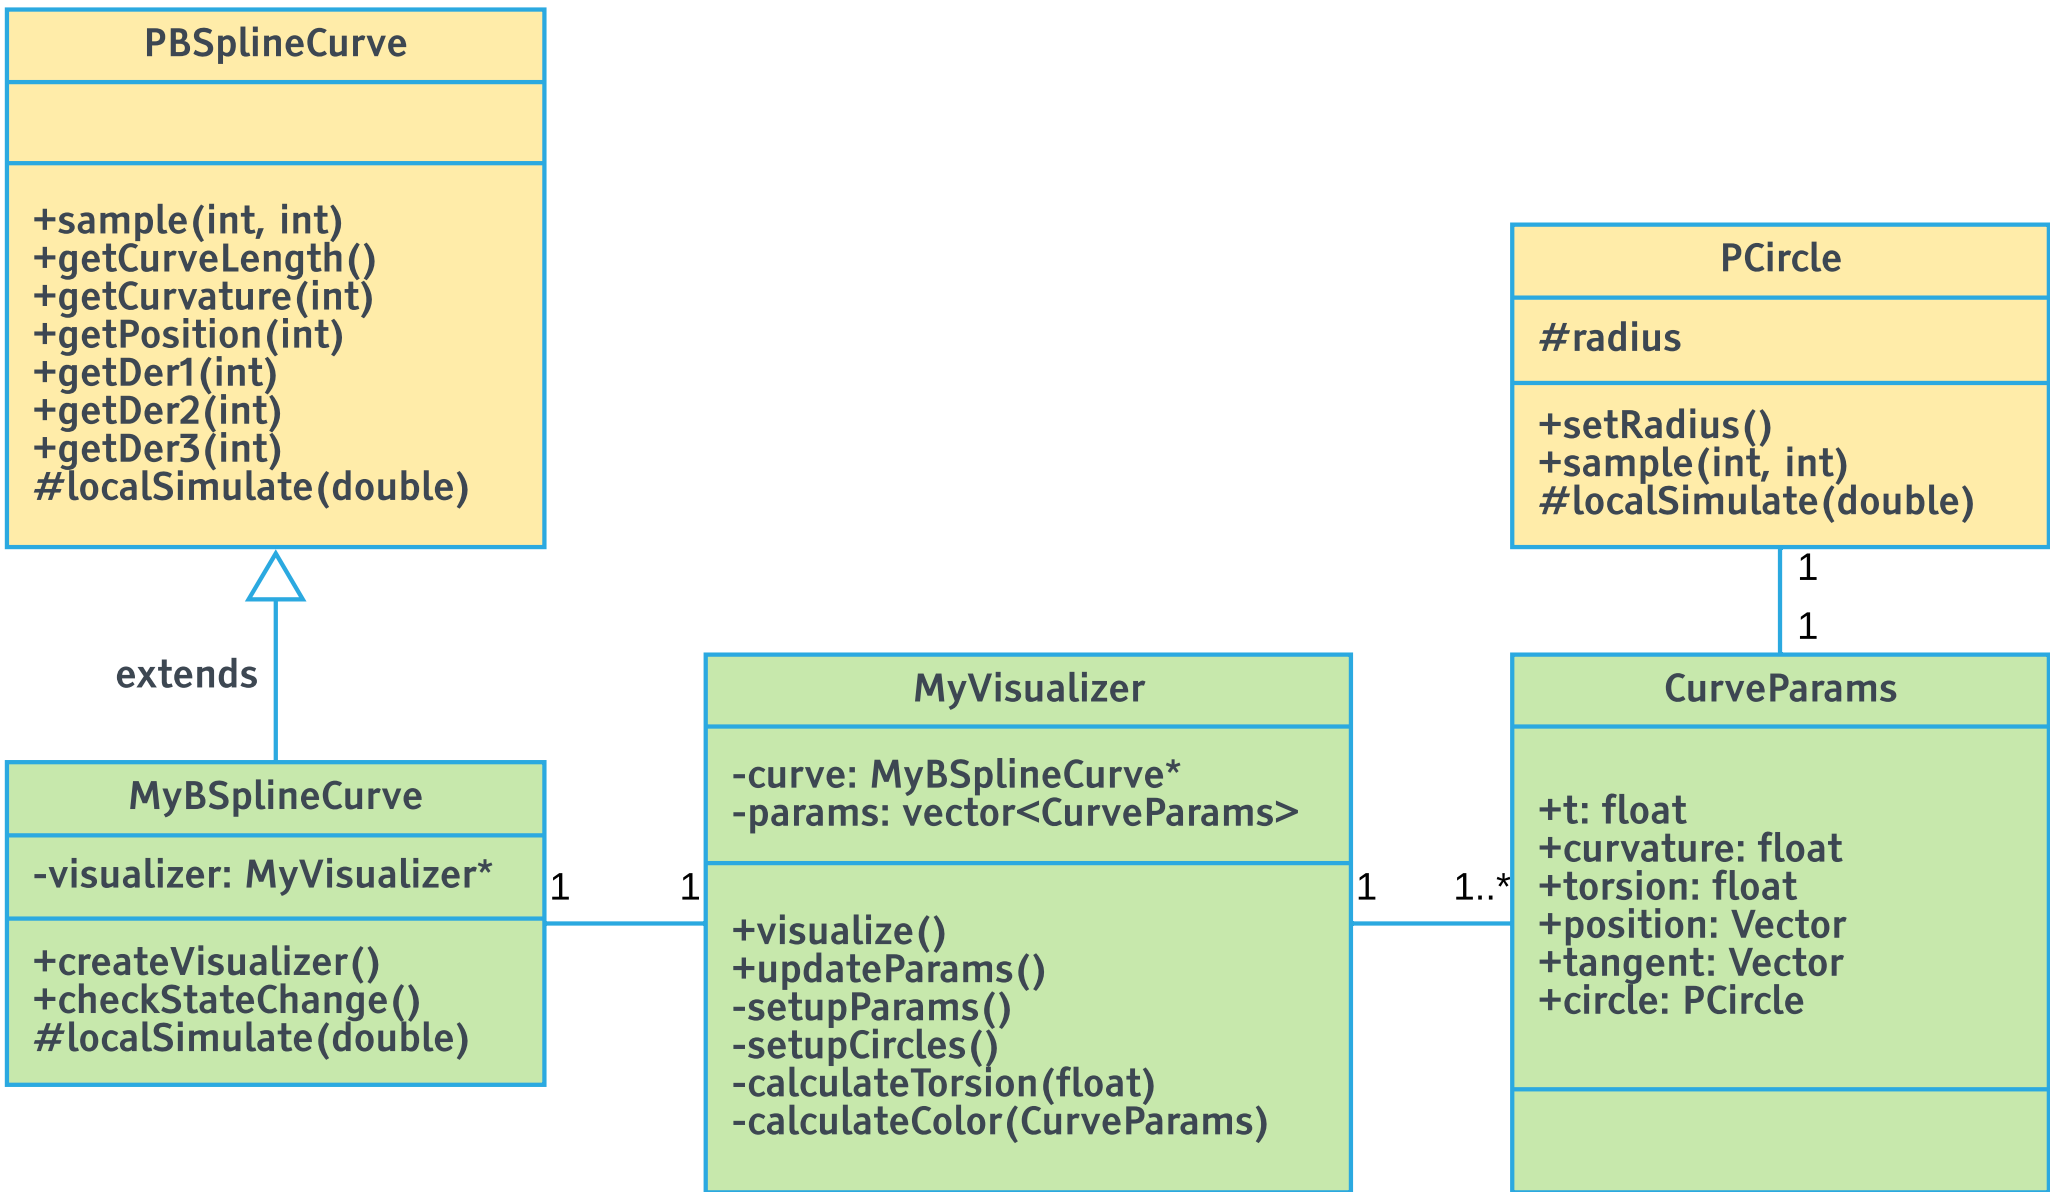 PBSplineCurve
+sample(int, int)
+getCurveLength()
+getCurvature(int)
+getPosition(int)
+getDer1(int)
+getDer2(int)
+getDer3(int)
#localSimulate(double)
extends
MyBSplineCurve
-visualizer: MyVisualizer*
+createVisualizer()
+checkStateChange()
#localSimulate(double)
1
1
MyVisualizer
-curve: MyBSplineCurve*
-params: vector<CurveParams>
+visualize()
+updateParams()
-setupParams()
-setupCircles()
-calculateTorsion(float)
-calculateColor(CurveParams)
1
1..*
PCircle
#radius
+setRadius()
+sample(int, int)
#localSimulate(double)
1
1
CurveParams
+t: float
+curvature: float
+torsion: float
+position: Vector
+tangent: Vector
+circle: PCircle